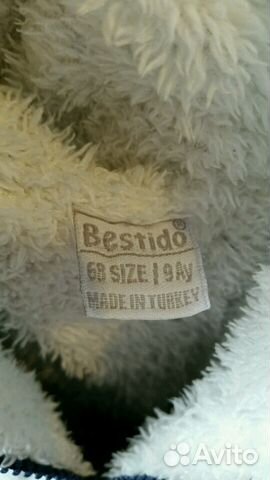 Bestido®
68 SIZE | 9 Ay
MADE IN TURKEY
Avito